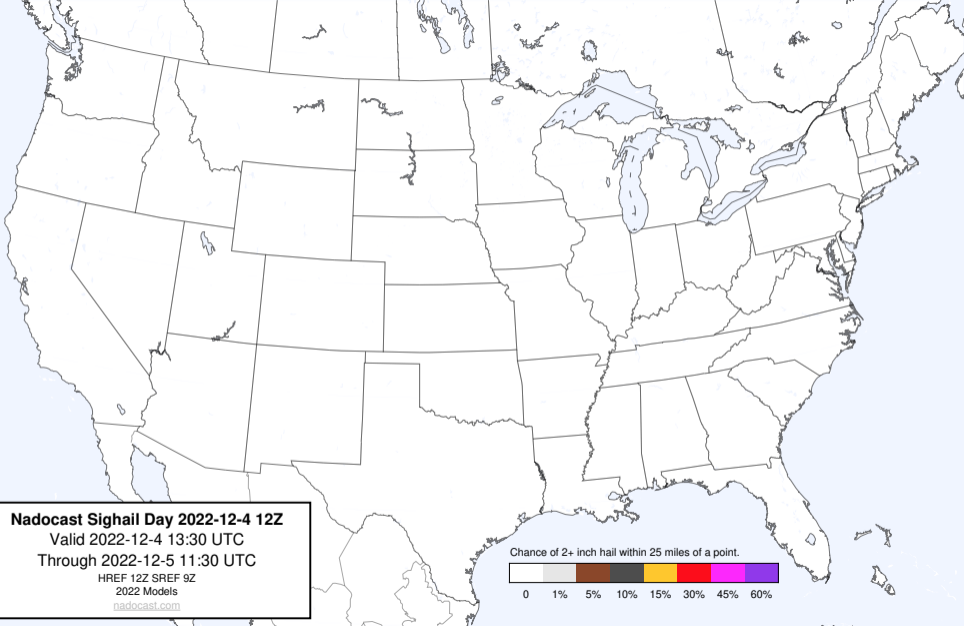 Nadocast Sighail Day 2022-12-4 12Z
Valid 2022-12-4 13:30 UTC
Through 2022-12-5 11:30 UTC
HREF 12Z SREF 9Z
2022 Models
nadocast.com
Chance of 2+ inch hail within 25 miles of a point.
0 1% 5% 10% 15% 30% 45% 60%